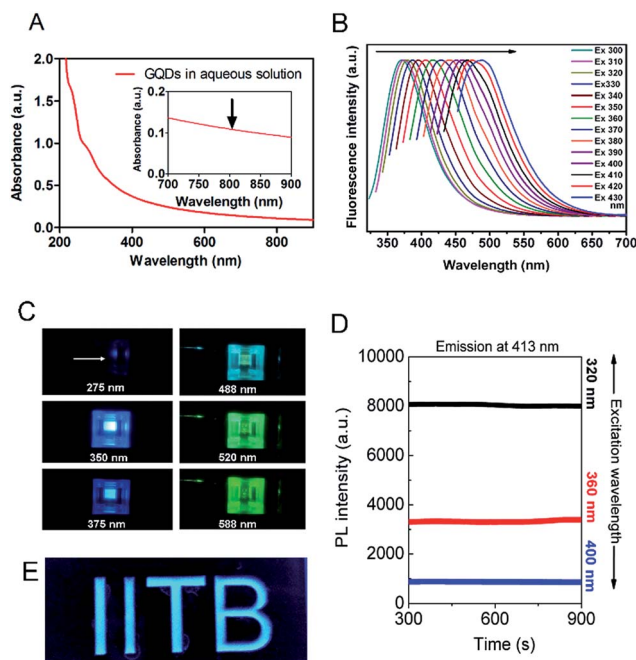 A
2.0
1.5
1.0
0.5
0.0
Absorbance (a.u.)
GQDs in aqueous solution
0.2
0.1
0.0
Absorbance (a.u.)
700 800 900
Wavelength (nm)
200 400 600 800
Wavelength (nm)
B
Fluorescence intensity (a.u.)
Ex 300
Ex 310
Ex 320
Ex330
Ex 340
Ex 350
Ex 360
Ex 370
Ex 380
Ex 390
Ex 400
Ex 410
Ex 420
Ex 430
nm
350 400 450 500 550 600 650 700
Wavelength (nm)
C
275 nm
488 nm
350 nm
520 nm
375 nm
588 nm
D
Emission at 413 nm
10000
8000
6000
4000
2000
0
PL intensity (a.u.)
320 nm
360 nm
400 nm
Excitation wavelength
300 600 900
Time (s)
E
IITB